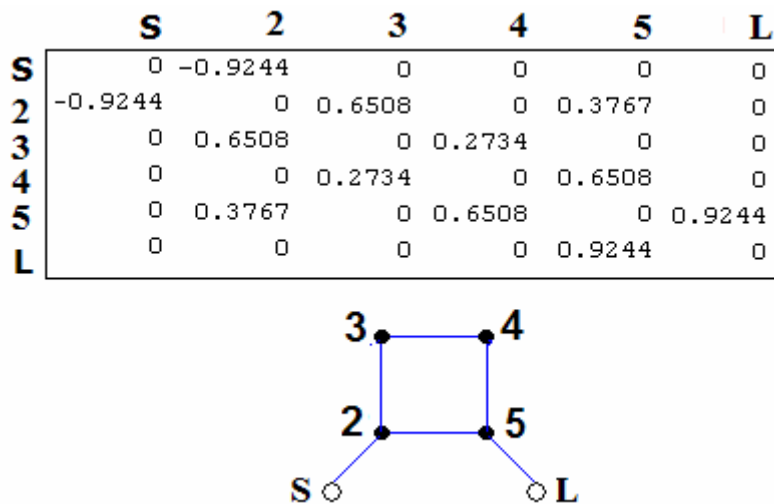 S 2 3 4 5 L
S 0 -0.9244 0 0 0 0
2 -0.9244 0 0.6508 0 0.3767 0
3 0 0.6508 0 0.2734 0 0
4 0 0 0.2734 0 0.6508 0
5 0 0.3767 0 0.6508 0 0.9244
L 0 0 0 0 0.9244 0
3 4
2 5
S L